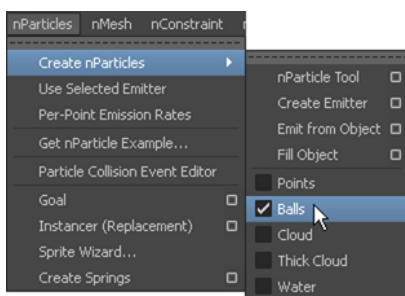 nParticles nMesh nConstraint
Create nParticles
Use Selected Emitter
Per-Point Emission Rates
Get nParticle Example...
Particle Collision Event Editor
Goal
Instancer (Replacement)
Sprite Wizard...
Create Springs
nParticle Tool
Create Emitter
Emit from Object
Fill Object
Points
Balls
Cloud
Thick Cloud
Water